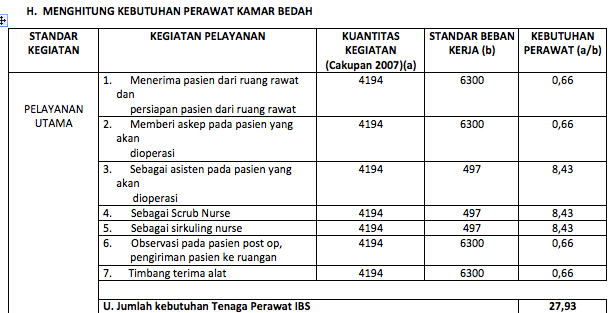 H. MENGHITUNG KEBUTUHAN PERAWAT KAMAR BEDAH
STANDAR KEGIATAN KEGIATAN PELAYANAN KUANTITAS KEGIATAN (Cakupan 2007)(a) STANDAR BEBAN KERJA (b) KEBUTUHAN PERAWAT (a/b)
PELAYANAN UTAMA
1. Menerima pasien dari ruang rawat 4194 6300 0,66
dan
persiapan pasien dari ruang rawat
2. Memberi askep pada pasien yang 4194 6300 0,66
akan
dioperasi
3. Sebagai asisten pada pasien yang 4194 497 8,43
akan
dioperasi
4. Sebagai Scrub Nurse 4194 497 8,43
5. Sebagai sirkuling nurse 4194 497 8,43
6. Observasi pada pasien post op, 4194 6300 0,66
pengiriman pasien ke ruangan
7. Timbang terima alat 4194 6300 0,66
U. Jumlah kebutuhan Tenaga Perawat IBS 27,93